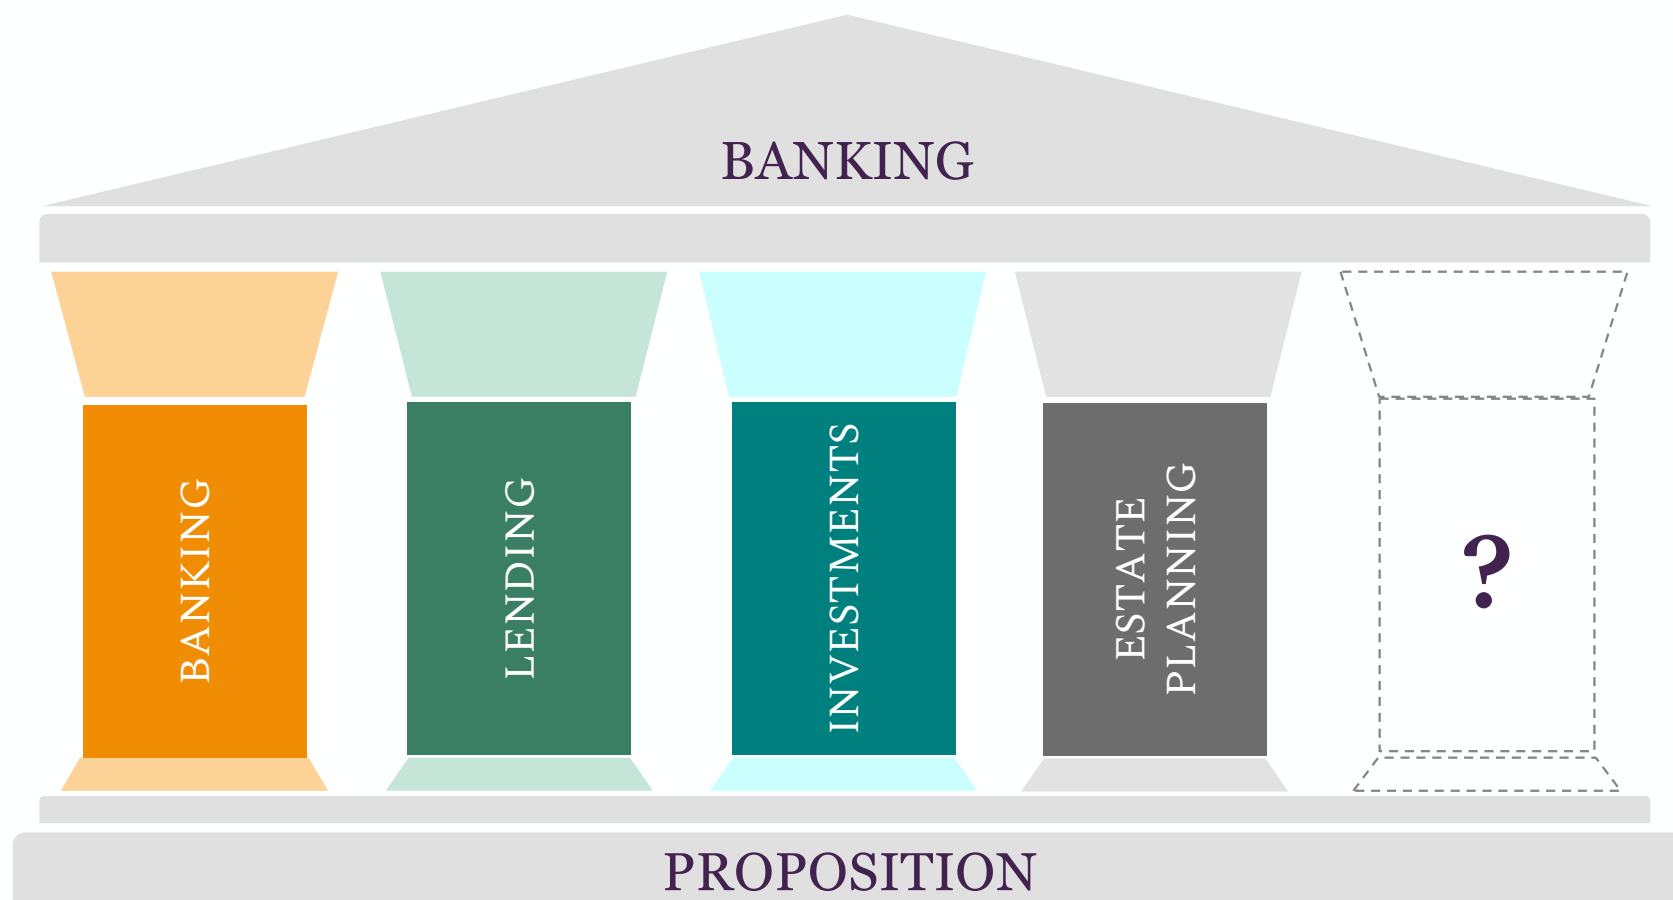 BANKING
BANKING
LENDING
INVESTMENTS
ESTATE
PLANNING
?
PROPOSITION